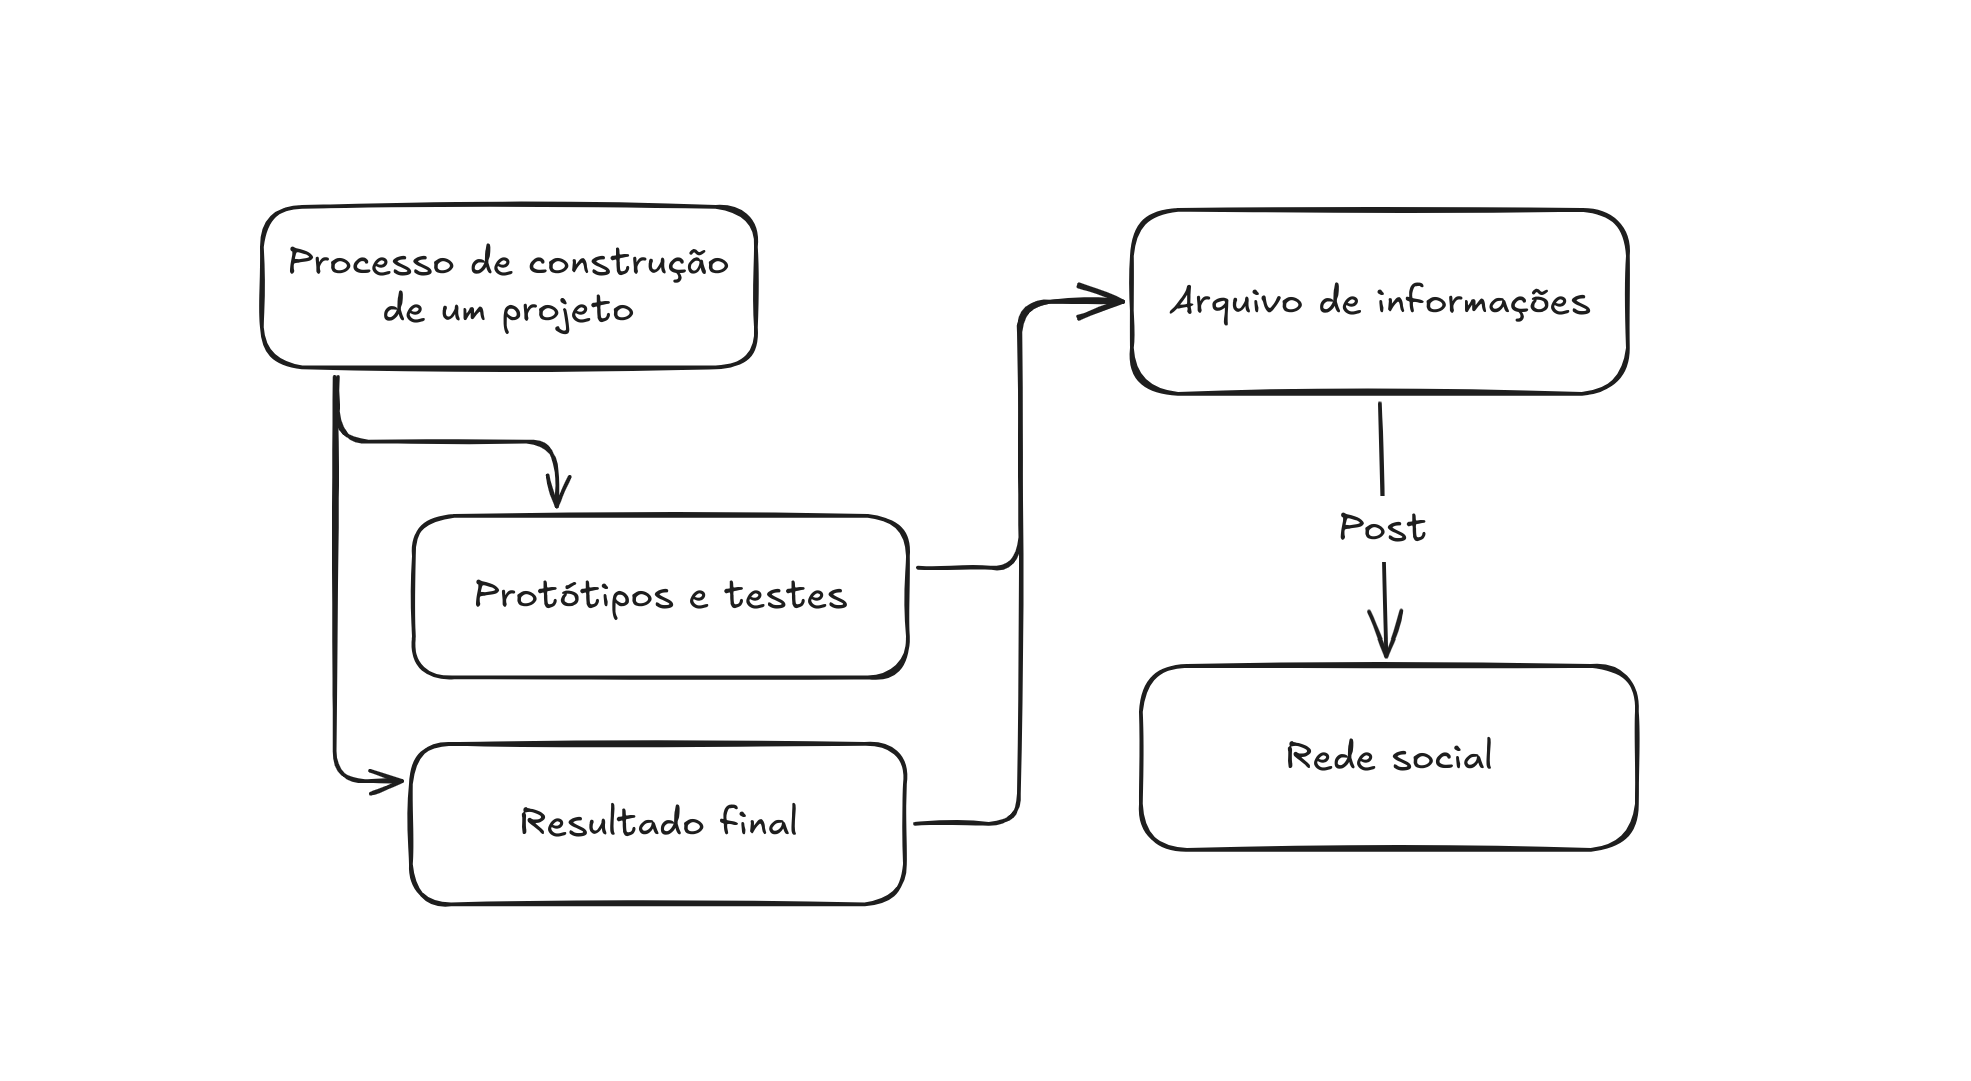 Processo de construção
de um projeto
Protótipos e testes
Resultado final
Arquivo de informações
Post
Rede social